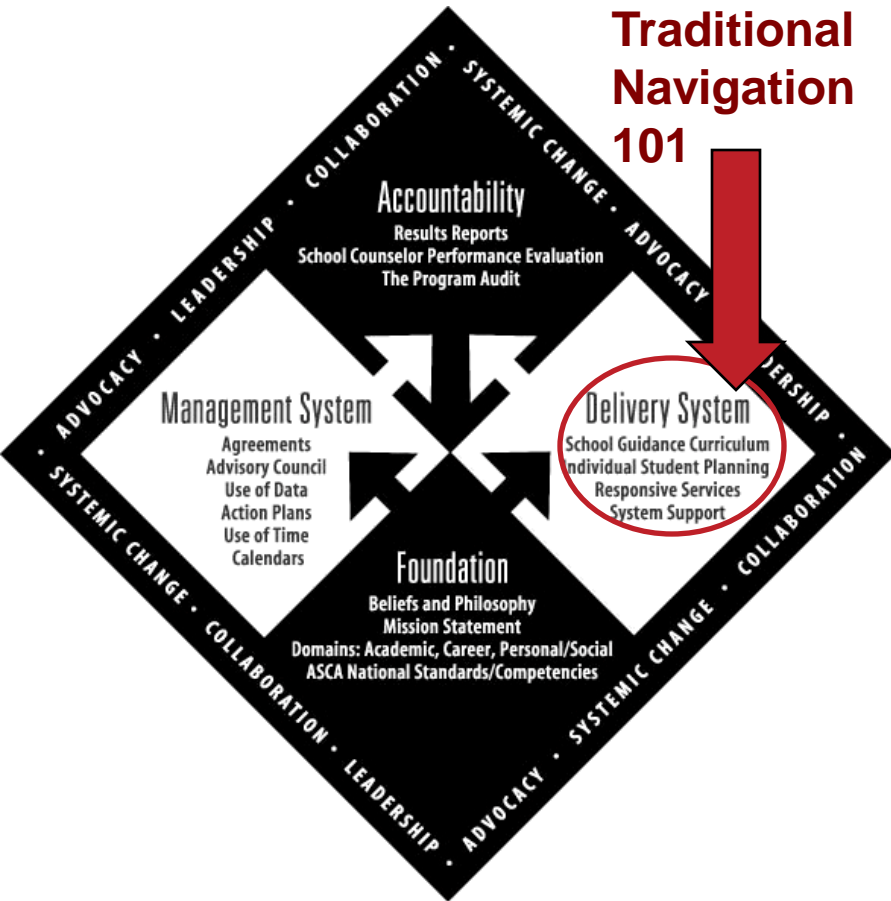 Traditional
Navigation
101
· ADVOCACY · LEADERSHIP · COLLABORATION ·
SYSTEMIC CHANGE · ADVOCACY DERSHIP ·
Accountability
Results Reports
School Counselor Performance Evaluation
The Program Audit
Management System
Agreements
Advisory Council
Use of Data
Action Plans
Use of Time
Calendars
Delivery System
School Guidance Curriculum
Individual Student Planning
Responsive Services
System Support
Foundation
Beliefs and Philosophy
Mission Statement
Domains: Academic, Career, Personal/Social
ASCA National Standards/Competencies
· SYSTEMIC CHANGE · COLLABORATION · LEADERSHIP ·
ADVOCACY · SYSTEMIC CHANGE · COLLABORATION